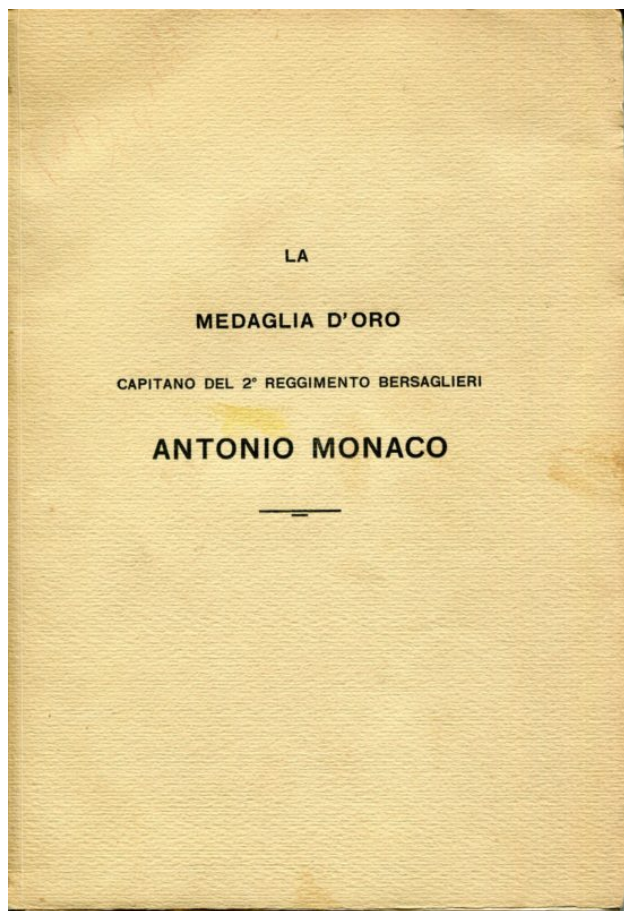 LA
MEDAGLIA D'ORO
CAPITANO DEL 2° REGGIMENTO BERSAGLIERI
ANTONIO MONACO